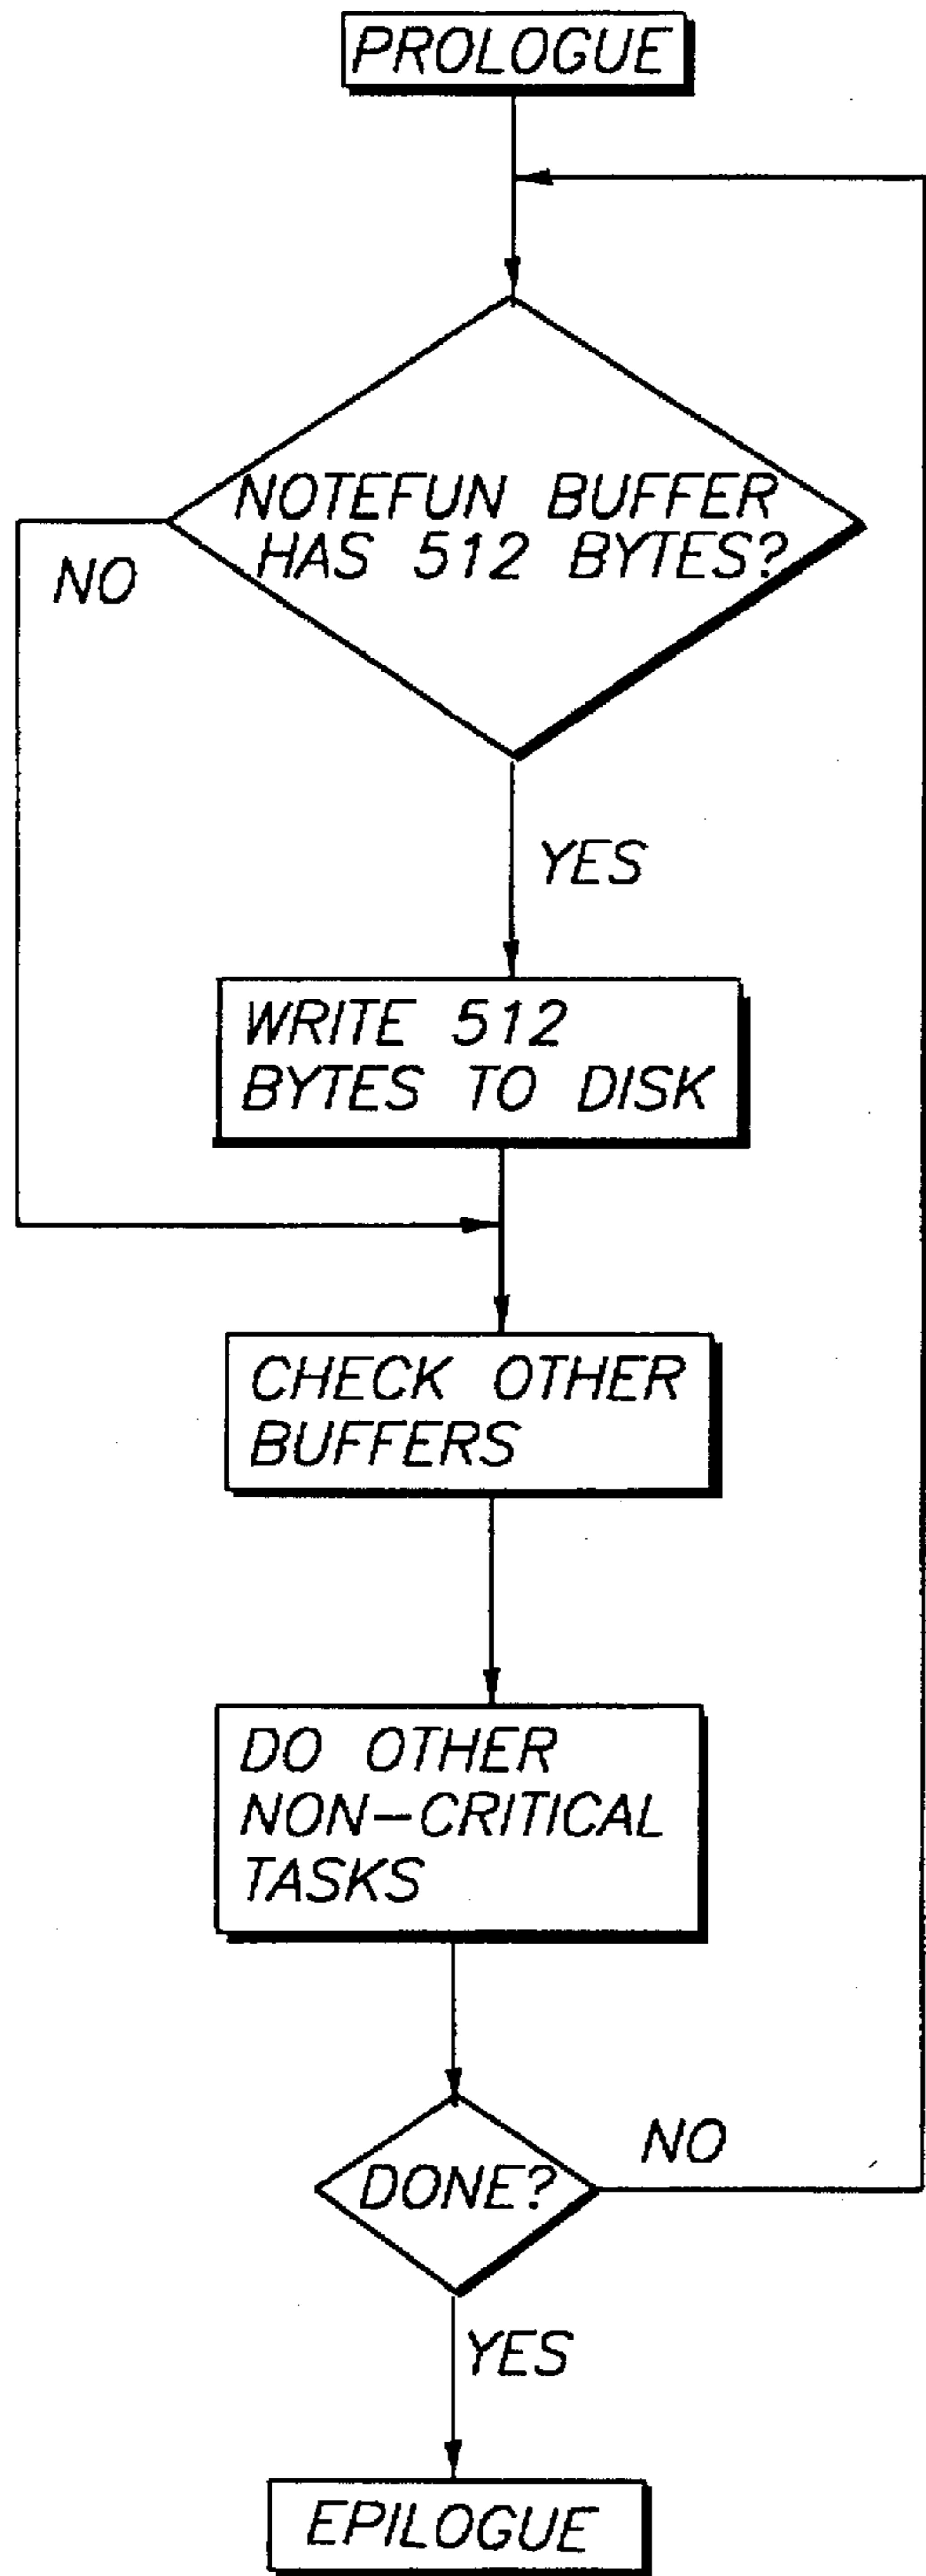 PROLOGUE
NOTEFUN BUFFER
HAS 512 BYTES?
NO
YES
WRITE 512
BYTES TO DISK
CHECK OTHER
BUFFERS
DO OTHER
NON-CRITICAL
TASKS
DONE?
NO
YES
EPILOGUE